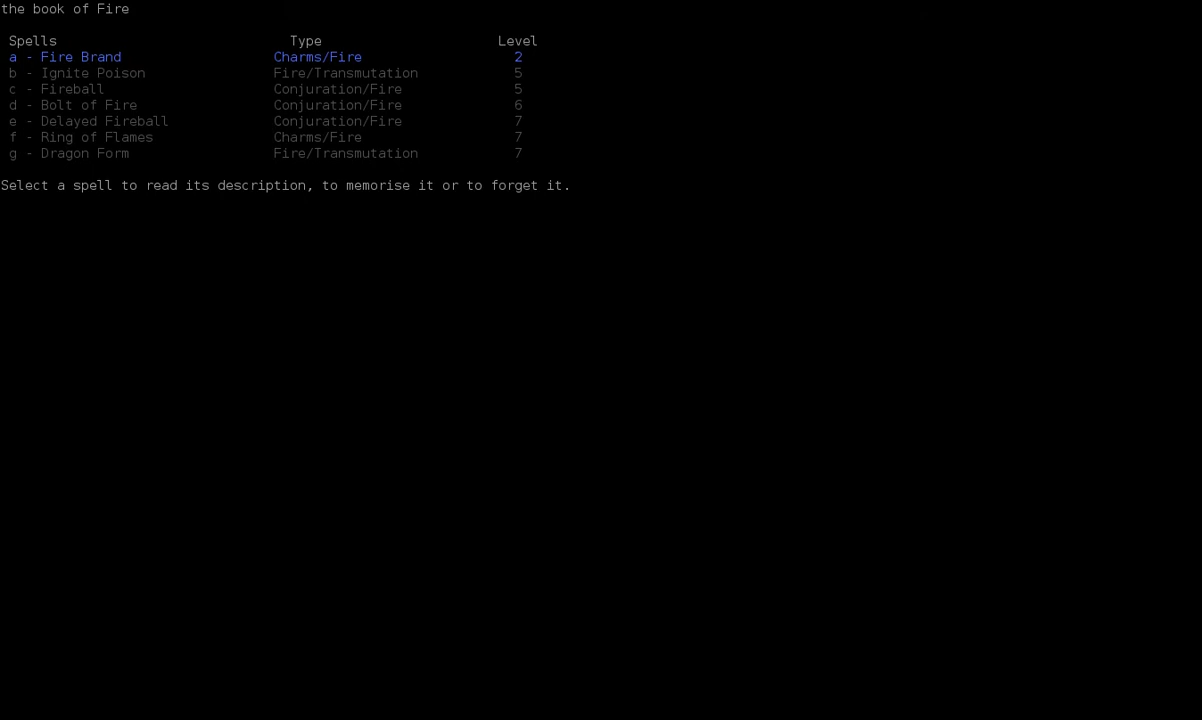 the book of Fire
Spells Type Level
a - Fire Brand Charms/Fire 2
b - Ignite Poison Fire/Transmutation 5
c - Fireball Conjuration/Fire 5
d - Bolt of Fire Conjuration/Fire 6
e - Delayed Fireball Conjuration/Fire 7
f - Ring of Flames Charms/Fire 7
g - Dragon Form Fire/Transmutation 7
Select a spell to read its description, to memorise it or to forget it.